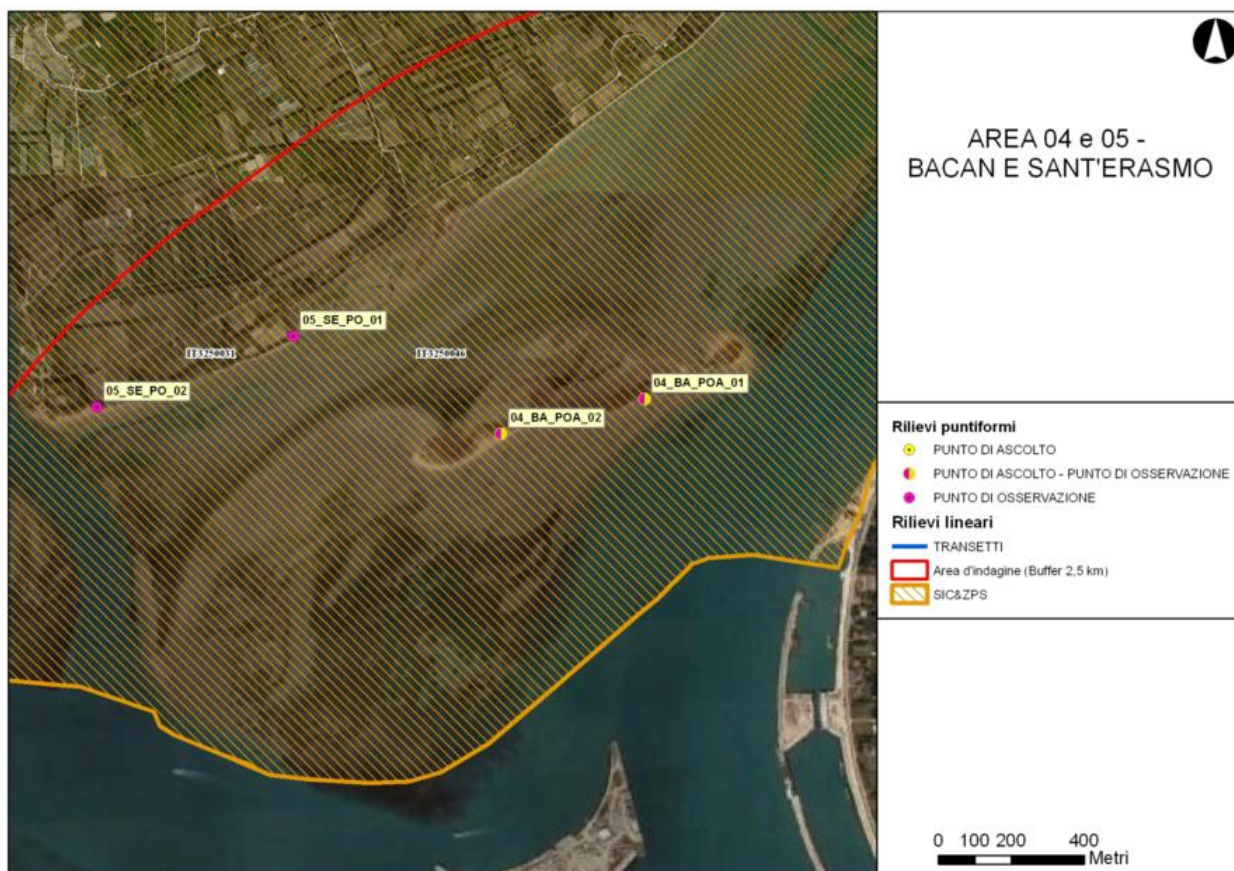 AREA 04 e 05 -
BACAN E SANT'ERASMO
05_SE_PO_01
IT3250031
IT3250046
05_SE_PO_02
04_BA_POA_01
04_BA_POA_02
Rilievi puntiformi
PUNTO DI ASCOLTO
PUNTO DI ASCOLTO - PUNTO DI OSSERVAZIONE
PUNTO DI OSSERVAZIONE
Rilievi lineari
TRANSETTI
Area d'indagine (Buffer 2,5 km)
SIC&ZPS
0 100 200 400
Metri